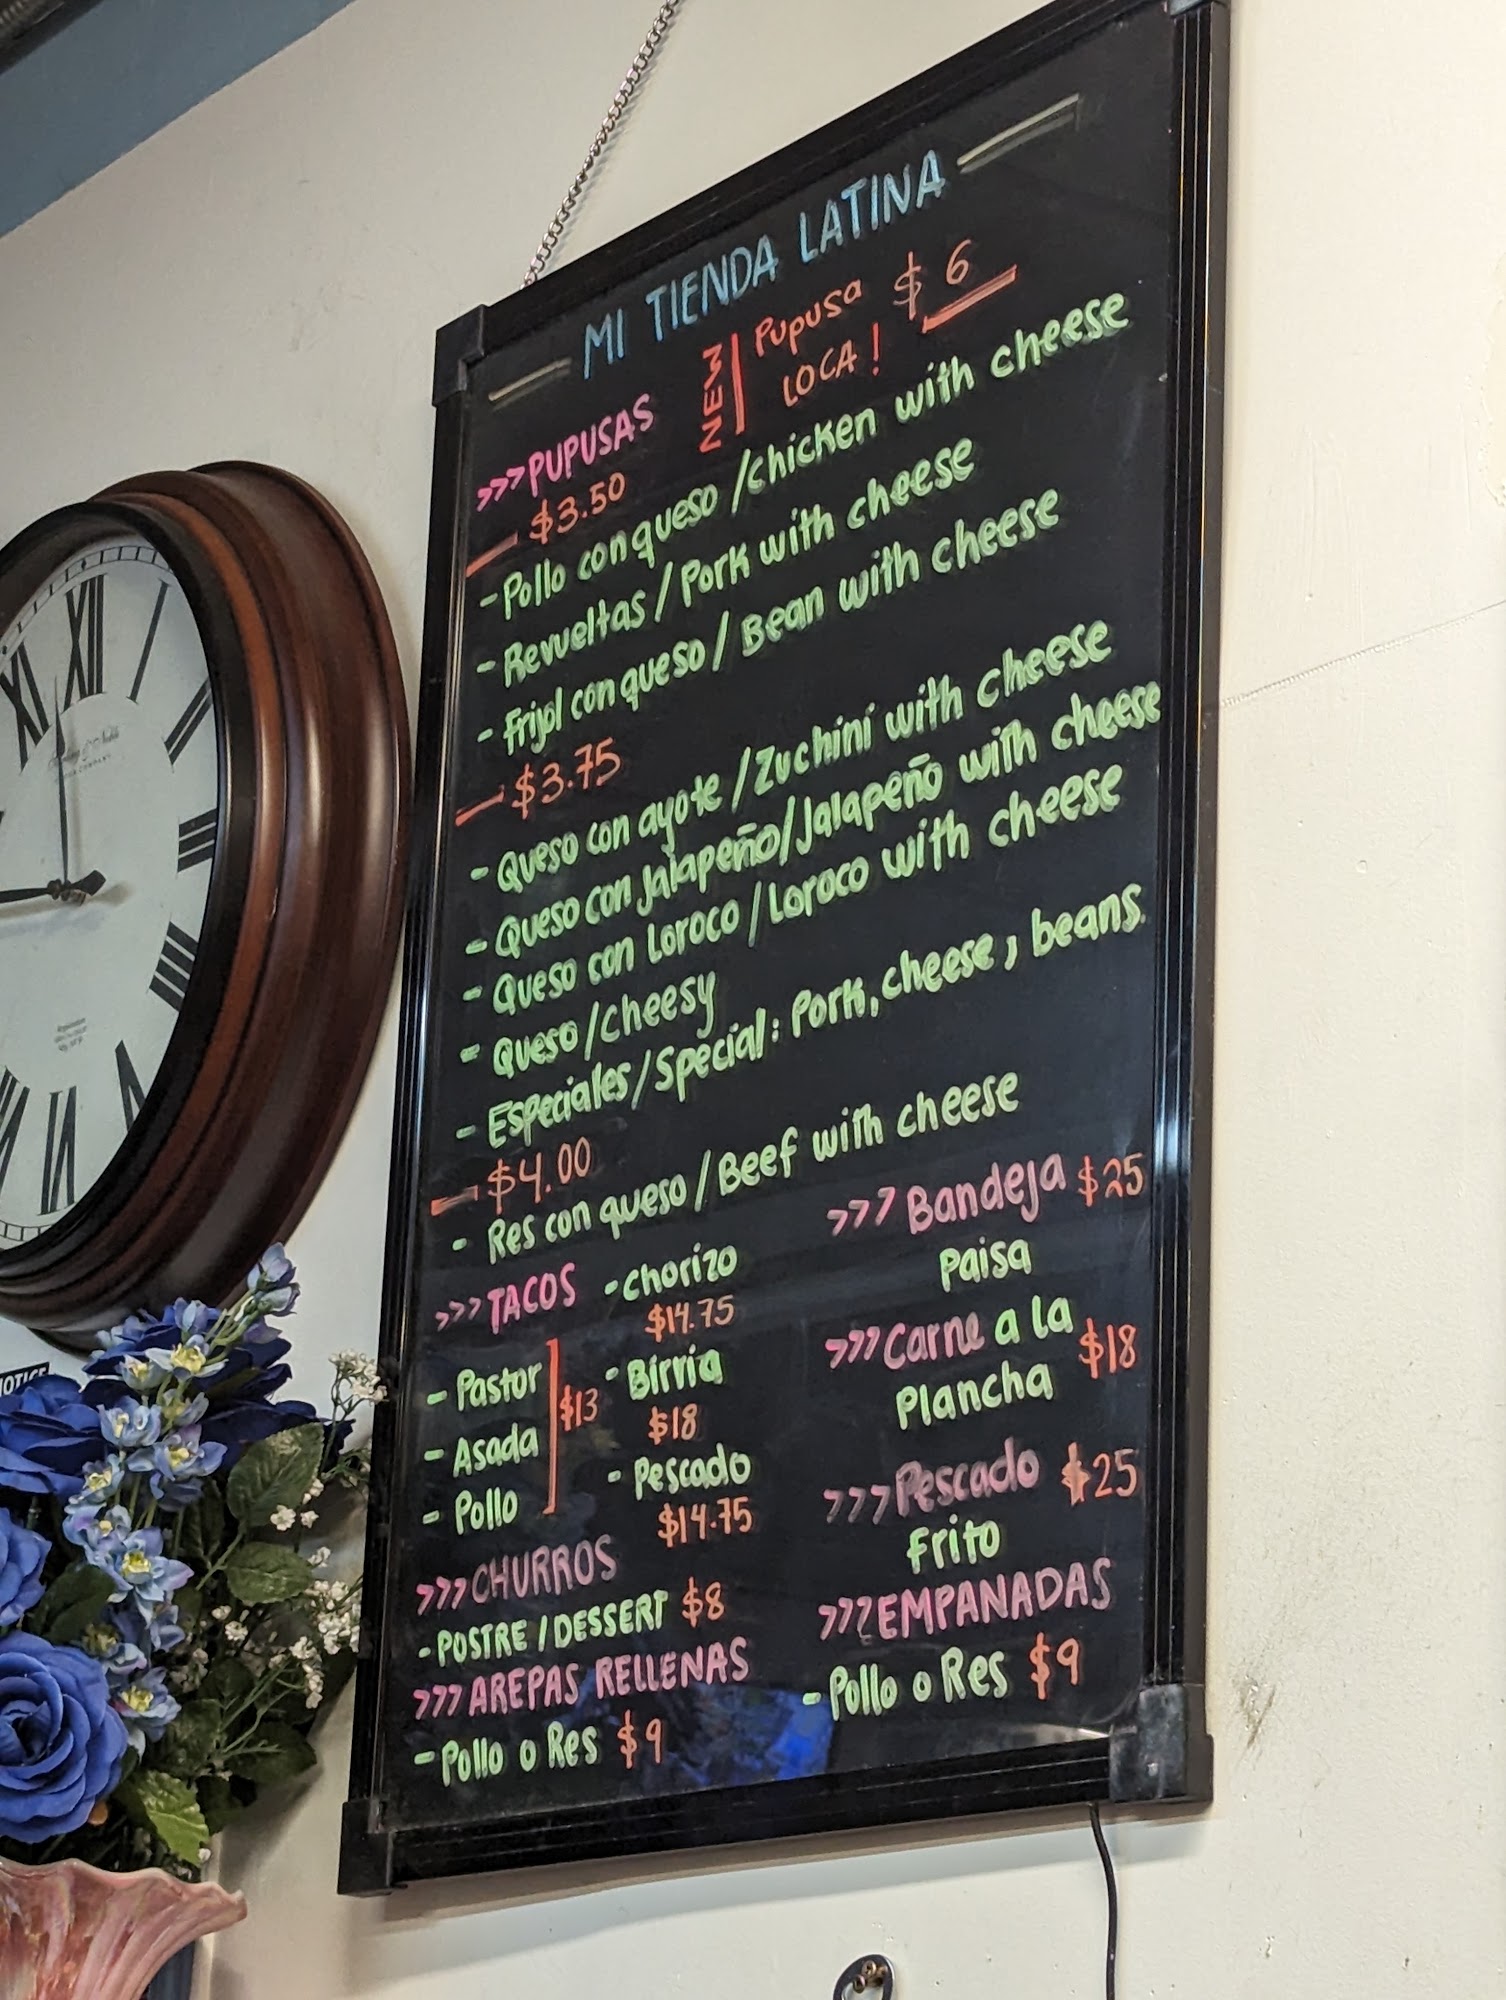 MI TIENDA LATINA
NEW Pupusa $6
LOCA!
>>>PUPUSAS
$3.50
- Pollo con queso / chicken with cheese
- Revueltas / Pork with cheese
- Frijol con queso / Bean with cheese
$3.75
- Queso con ayote / Zuchini with cheese
- Queso con Jalapeño / Jalapeño with cheese
- Queso con Loroco / Loroco with cheese
- Queso / Cheesy
- Especiales / Special: Pork, cheese, beans.
$4.00
- Res con queso / Beef with cheese
>>>TACOS
- Pastor
- Asada
- Pollo
$13
- Chorizo
$14.75
- Birria
$18
- Pescado
$14.75
>>>CHURROS
- POSTRE / DESSERT $8
>>>AREPAS RELLENAS
- Pollo o Res $9
>>>Bandeja $25
Paisa
>>>Carne a la
Plancha $18
>>>Pescado $25
Frito
>>>EMPANADAS
- Pollo o Res $9
XI XII I
NOTICE